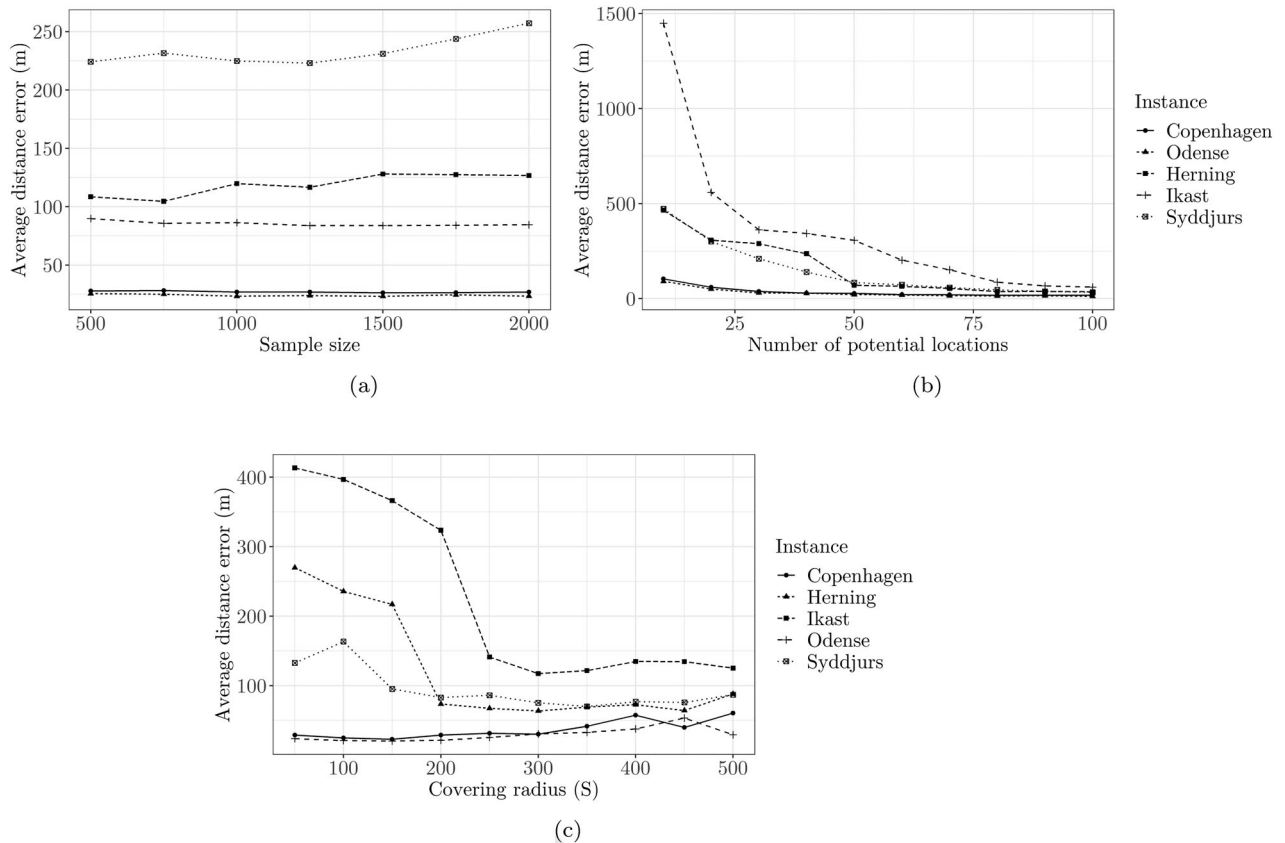 Average distance error (m)
250
200
150
100
50
500
1000
1500
2000
Sample size
(a)
Average distance error (m)
1500
1000
500
0
25
50
75
100
Number of potential locations
(b)
Instance
Copenhagen
Odense
Herning
Ikast
Syddjurs
Average distance error (m)
400
300
200
100
100
200
300
400
500
Covering radius (S)
(c)
Instance
Copenhagen
Herning
Ikast
Odense
Syddjurs